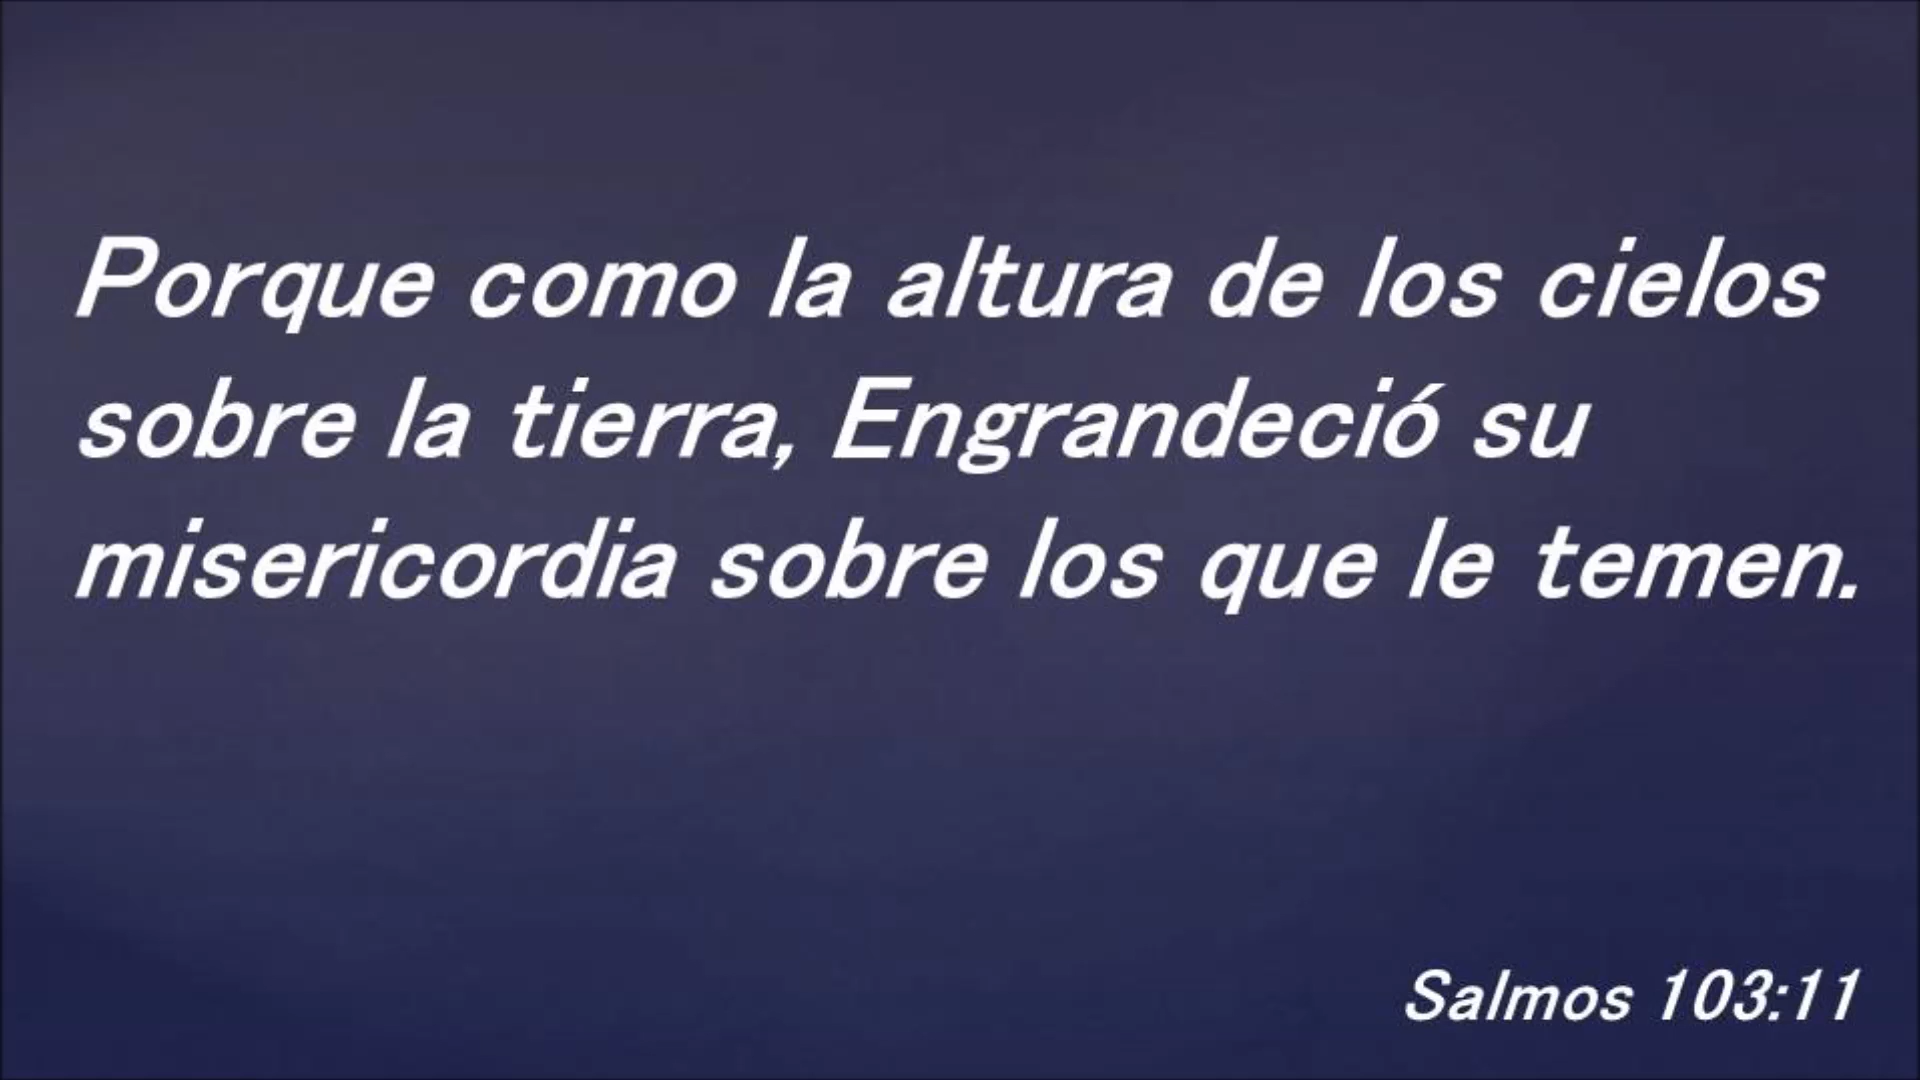 Porque como la altura de los cielos
sobre la tierra, Engrandeció su
misericordia sobre los que le temen.
Salmos 103:11